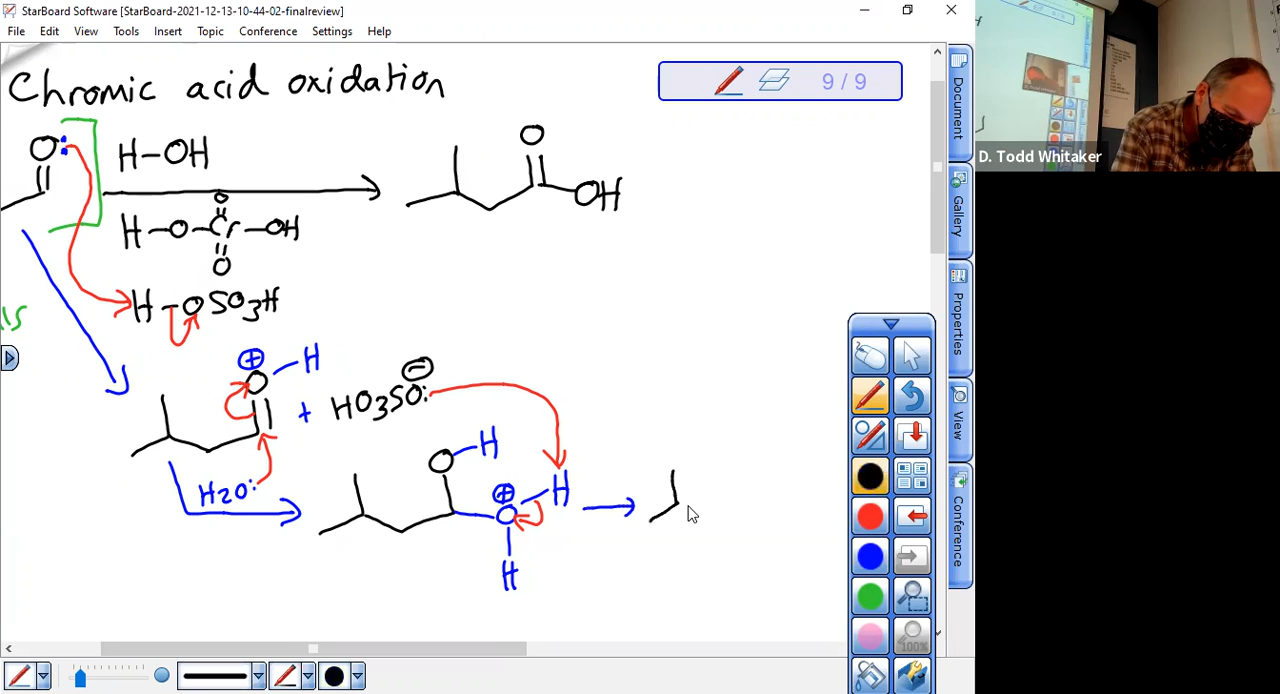 StarBoard Software [StarBoard-2021-12-13-10-44-02-finalreview]
File Edit View Tools Insert Topic Conference Settings Help
Chromic acid oxidation
9 / 9
D. Todd Whitaker
O: H-OH O
OH
O
H-O-Cr-OH
O
H-OSO3H
is
⊕ H
O + HO3SO: ⊖
O H
H2O: ⊕ H
O
H
Document
Gallery
Properties
View
Conference
100%